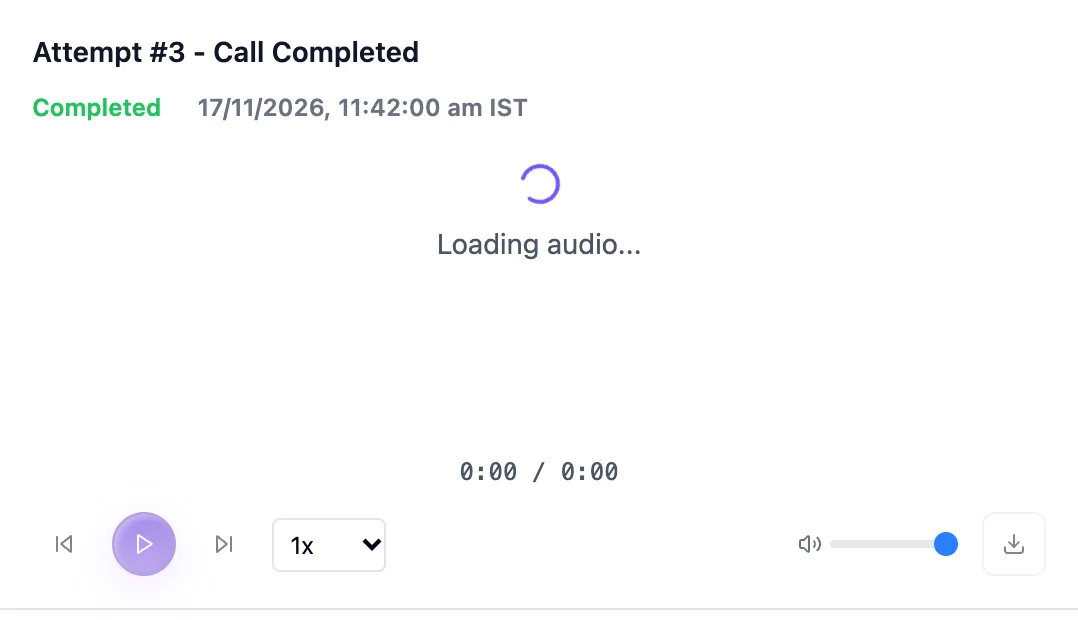 Attempt #3 - Call Completed
Completed 17/11/2026, 11:42:00 am IST
Loading audio...
0:00 / 0:00
1x